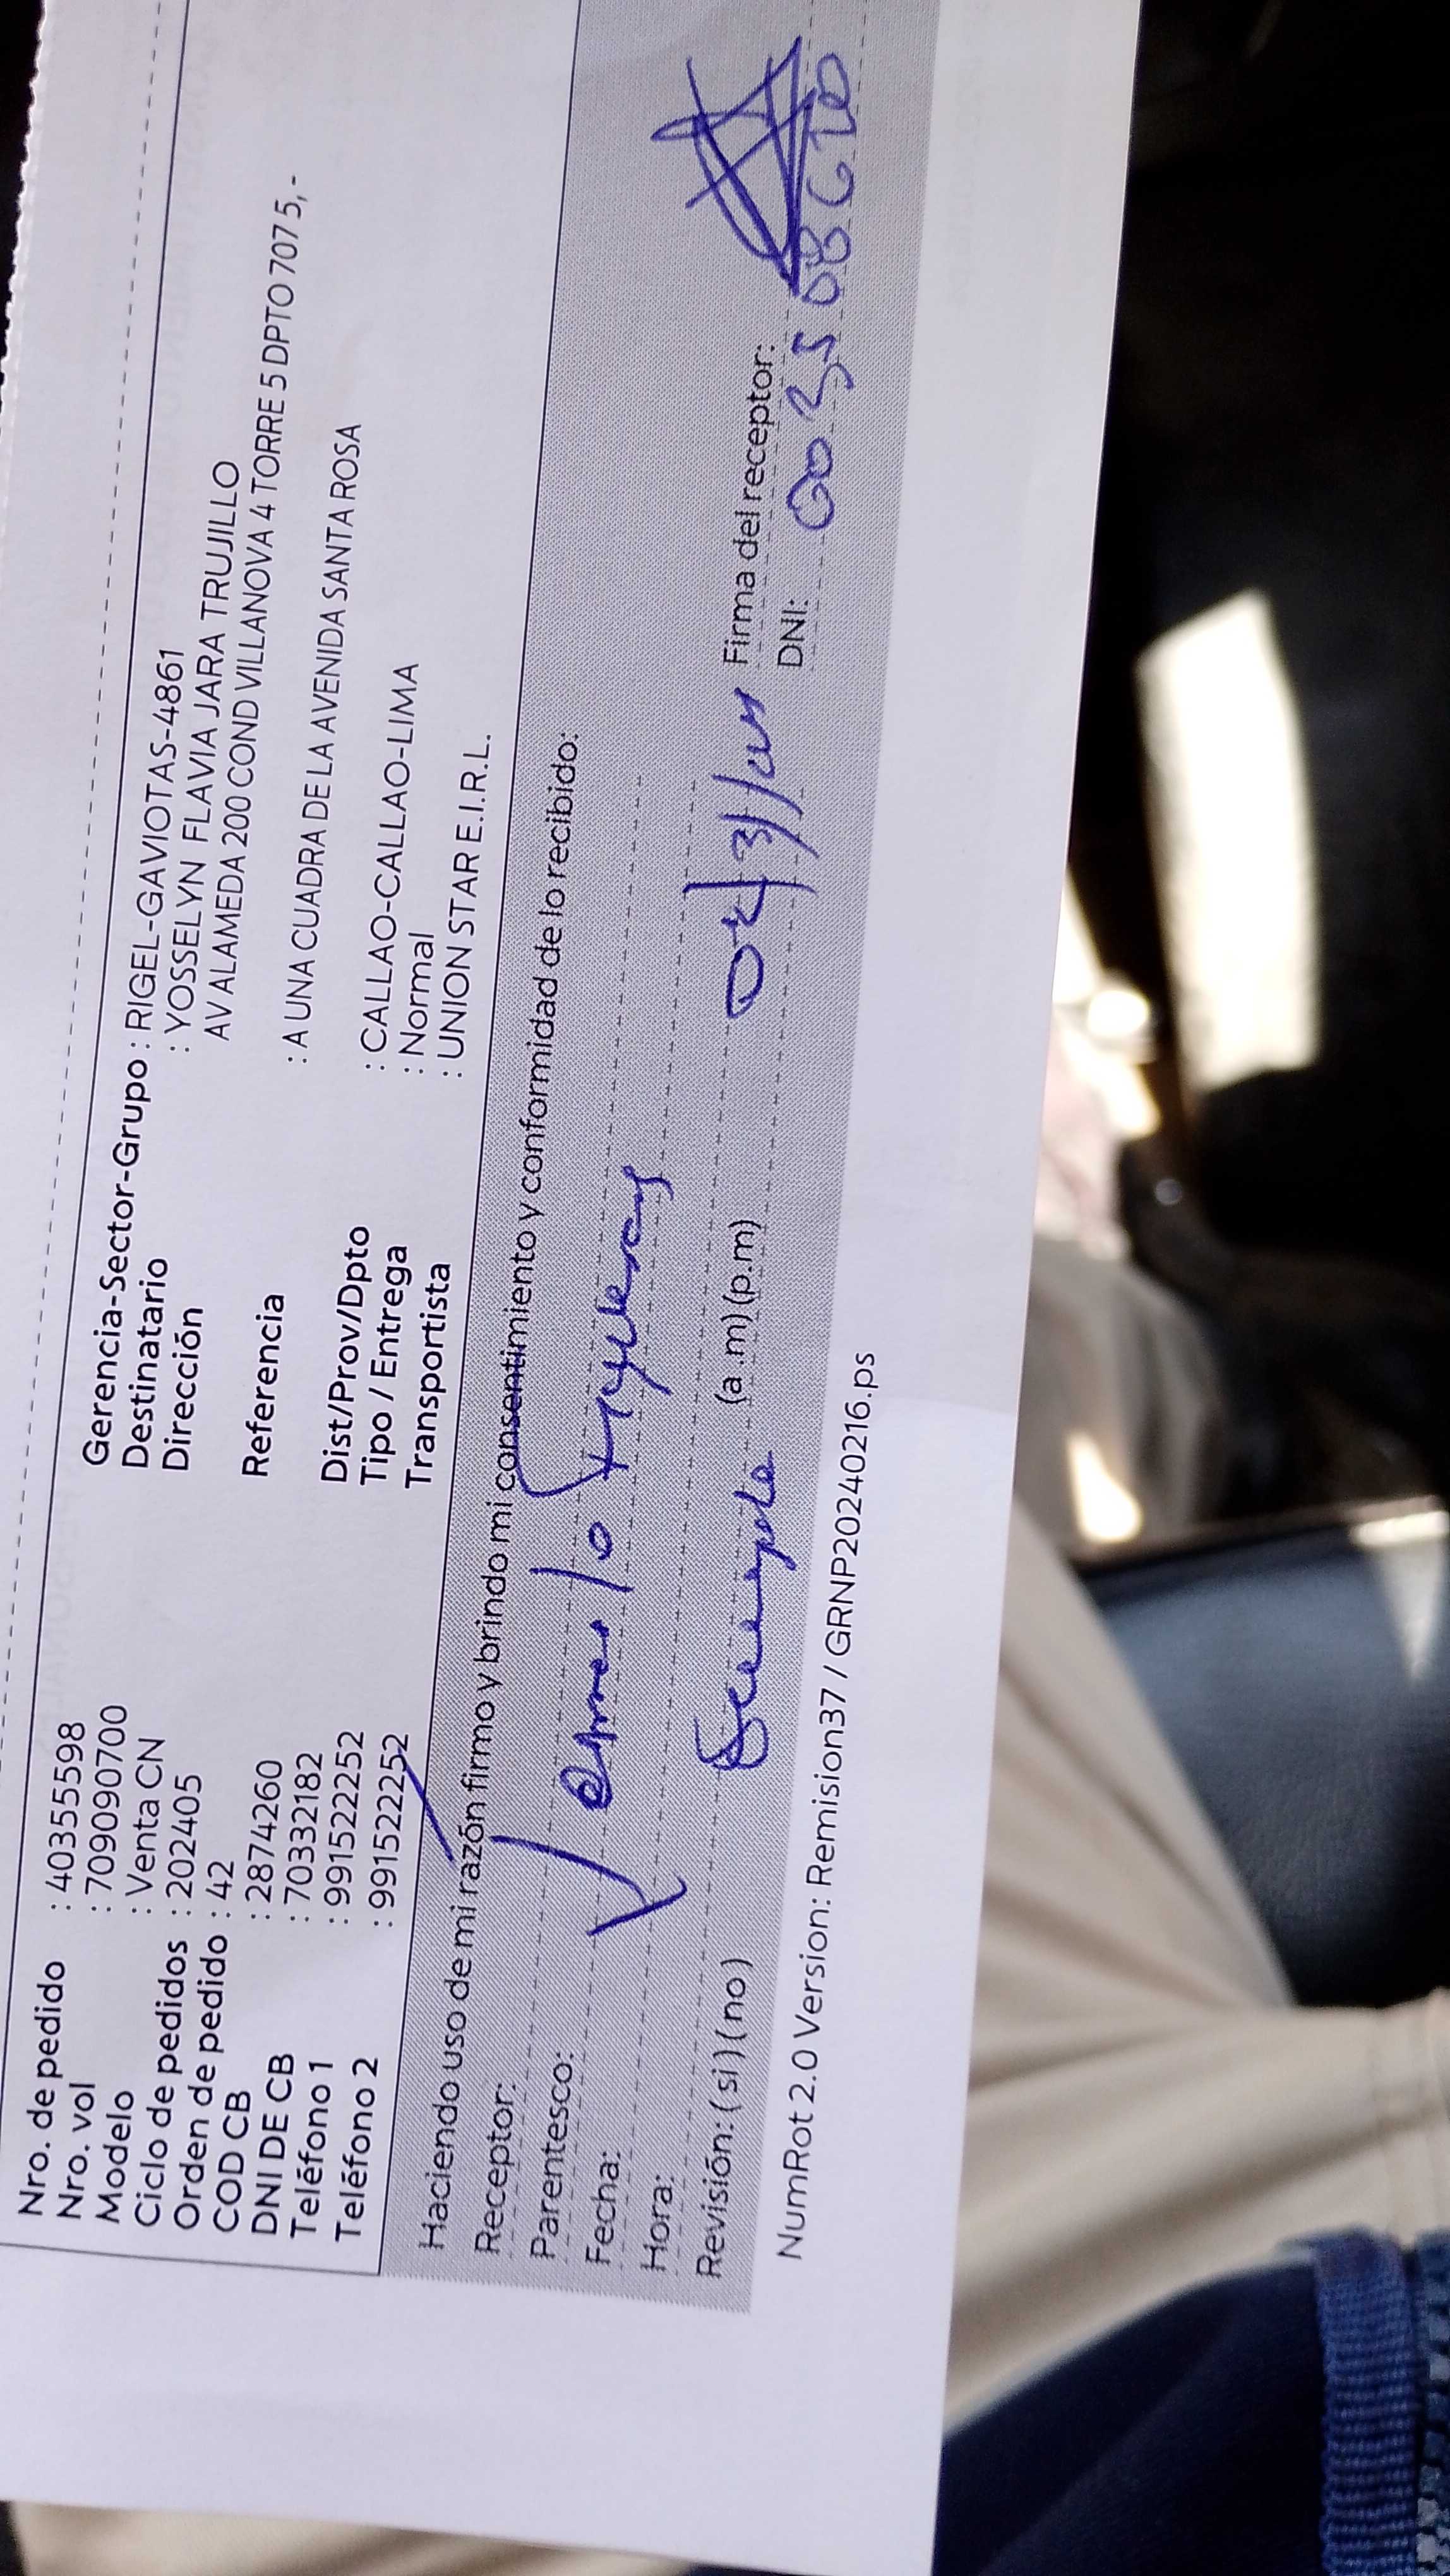 Nro. de pedido : 40355598
Nro. vol : 7090909700
Modelo : Venta CN
Ciclo de pedidos : 202405
Orden de pedido : 42
COD CB : 2874260
DNI DE CB : 70332182
Teléfono 1 : 991522252
Teléfono 2 : 991522252
Gerencia-Sector-Grupo : RIGEL-GAVIOTAS-4861
Destinatario : YOSSELYN FLAVIA JARA TRUJILLO
Dirección AV ALAMEDA 200 COND VILLANOVA 4 TORRE 5 DPTO 707 5,-
Referencia : A UNA CUADRA DE LA AVENIDA SANTA ROSA
Dist/Prov/Dpto : CALLAO-CALLAO-LIMA
Tipo / Entrega : Normal
Transportista : UNION STAR E.I.R.L.
Haciendo uso de mi razón firmo y brindo mi consentimiento y conformidad de lo recibido:
Receptor:
Parentesco:
Fecha:
Hora: (a .m) (p.m) Firma del receptor:
Revisión: (si) (no) DNI:
NumRot 2.0 Version: Remision37 / GRNP20240216.ps